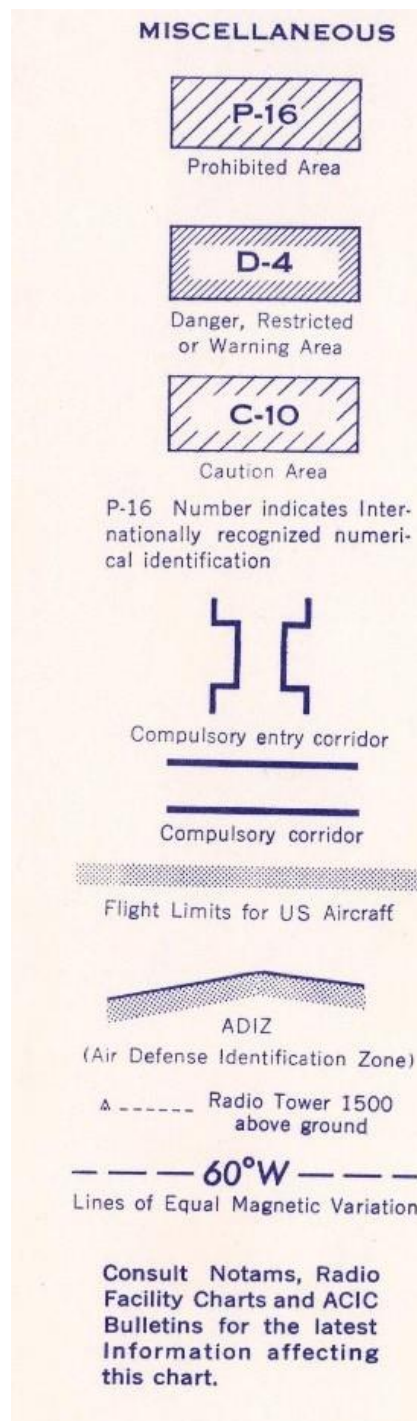 MISCELLANEOUS
P-16
Prohibited Area
D-4
Danger, Restricted
or Warning Area
C-10
Caution Area
P-16 Number indicates Inter-
nationally recognized numeri-
cal identification
Compulsory entry corridor
Compulsory corridor
Flight Limits for US Aircraff
ADIZ
(Air Defense Identification Zone)
Radio Tower 1500
above ground
60°W
Lines of Equal Magnetic Variation
Consult Notams, Radio
Facility Charts and ACIC
Bulletins for the latest
Information affecting
this chart.